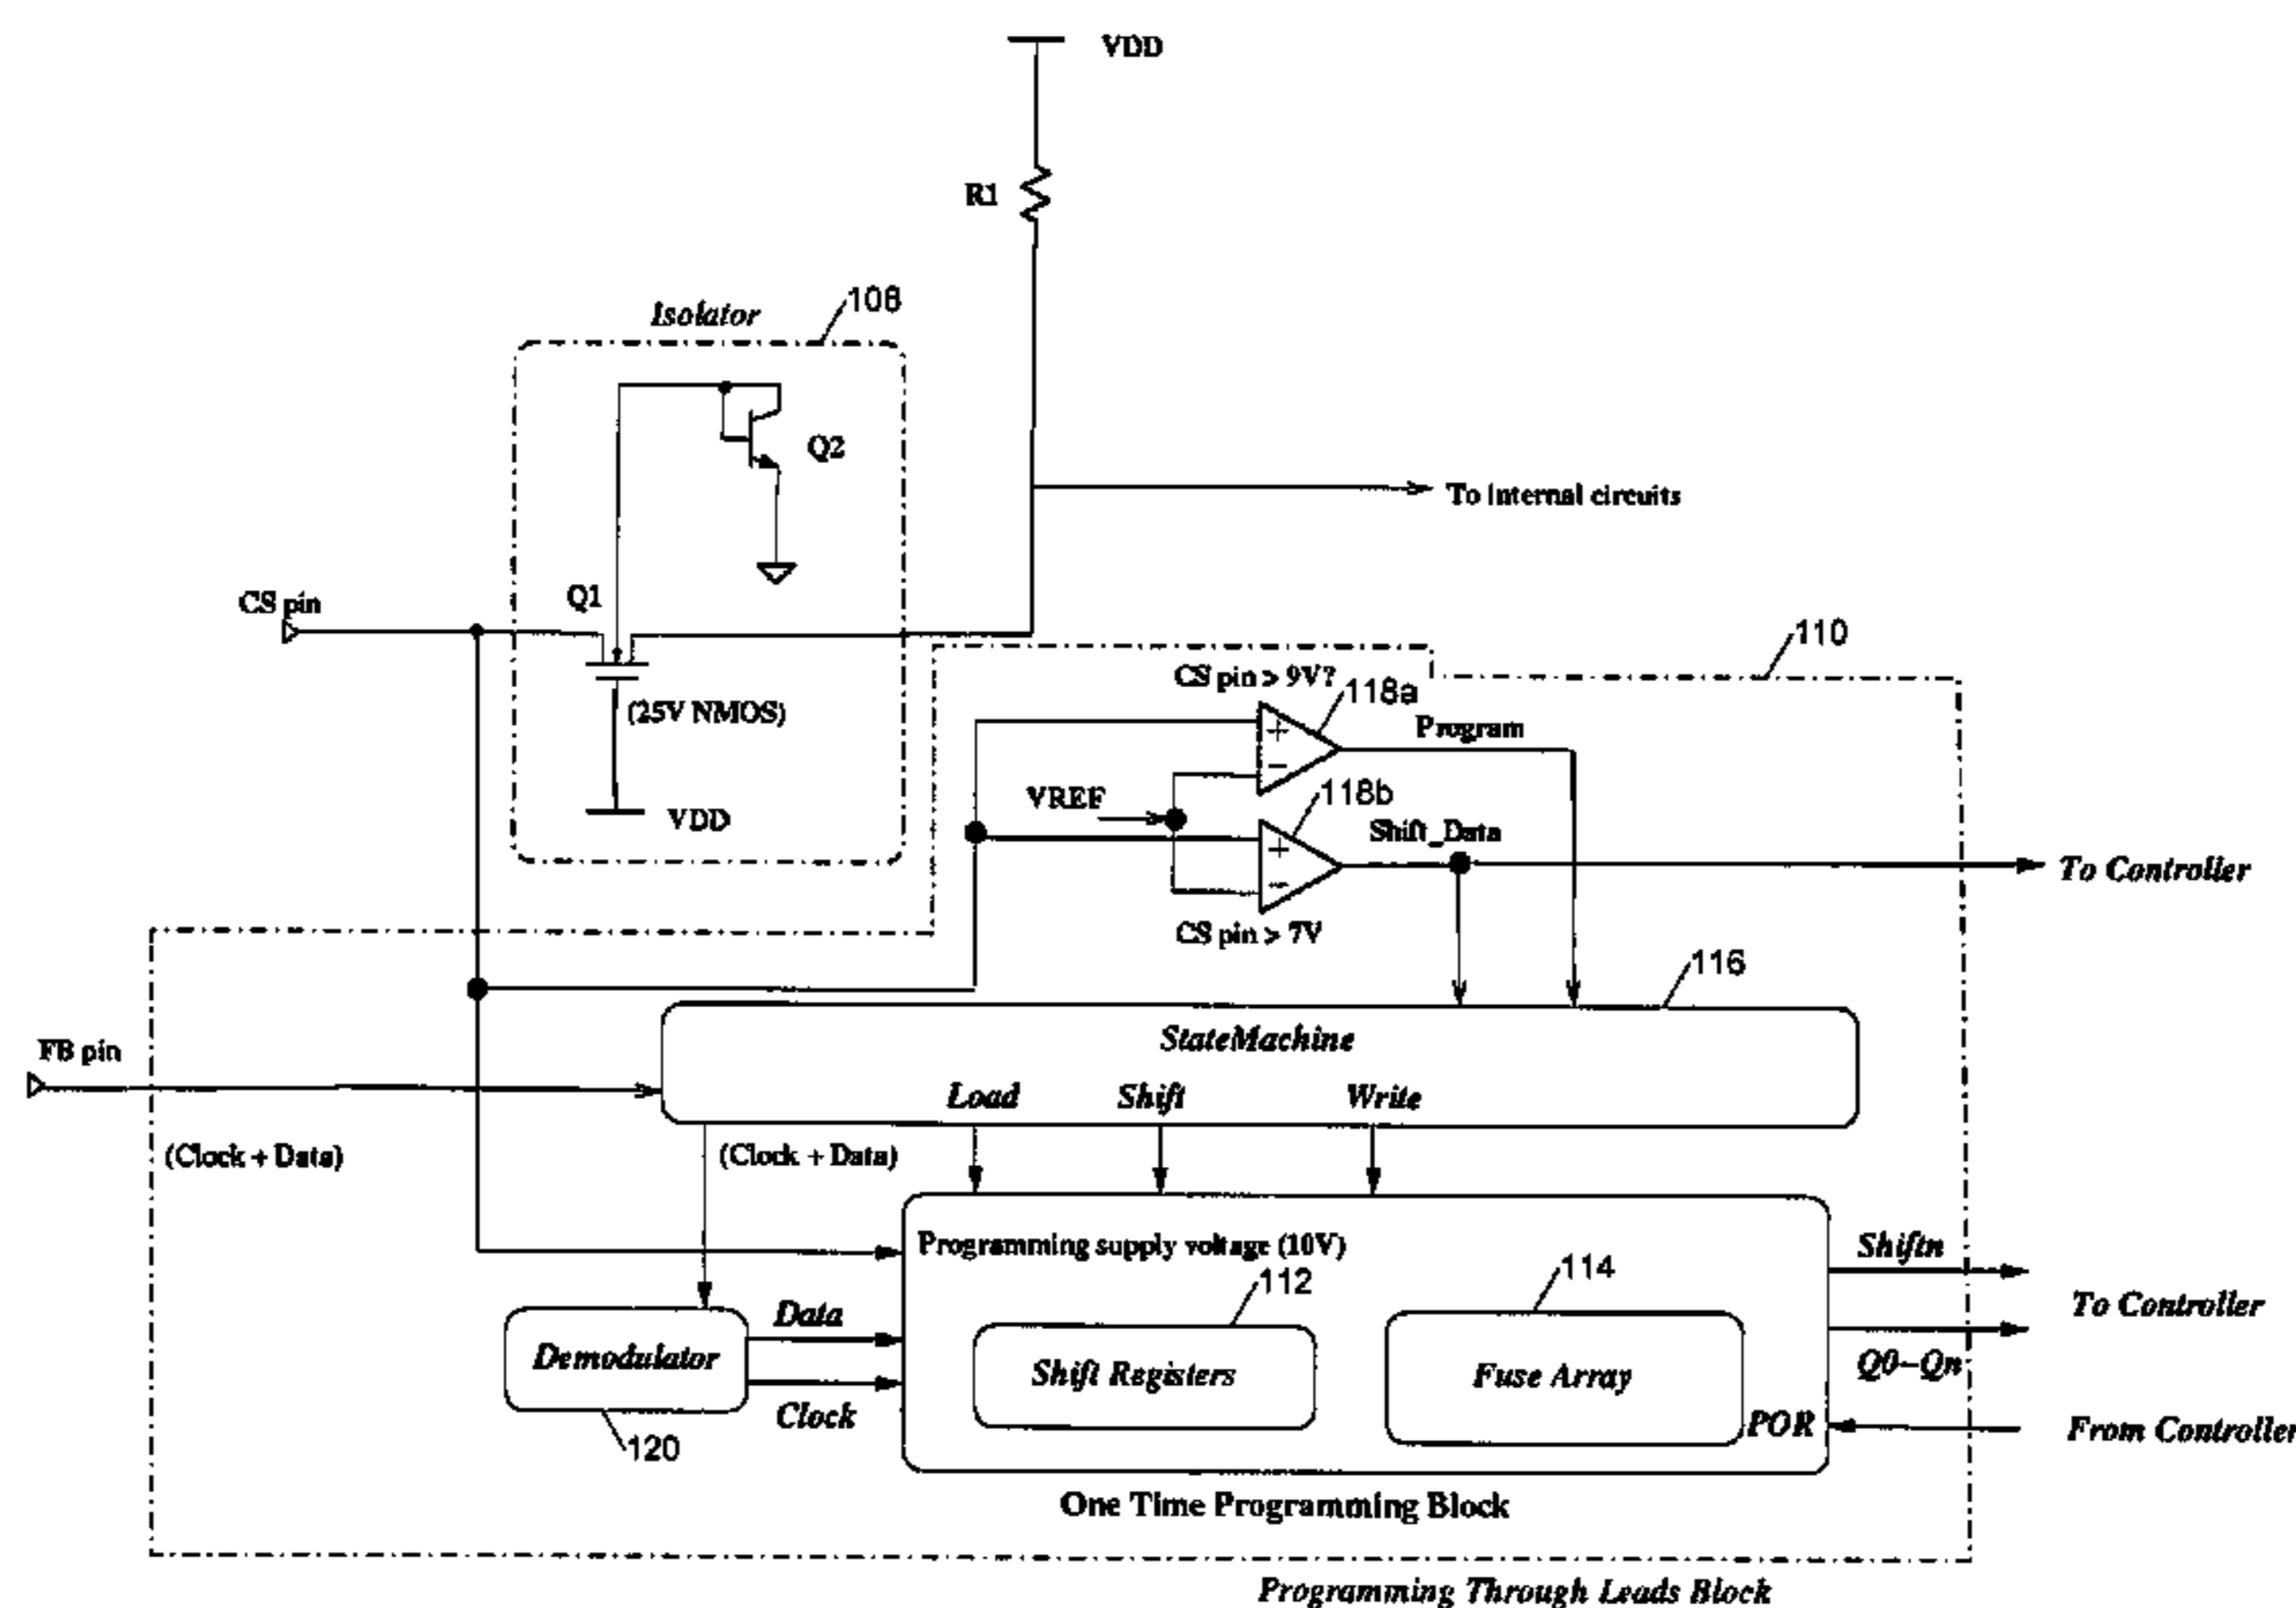 VDD
R1
108
Isolator
Q2
To Internal circuits
CS pin
Q1
110
CS pin > 9V?
118a
(25V NMOS)
Program
VREF
118b
VDD
Shift_Data
To Controller
CS pin > 7V
116
StateMachine
FB pin
Load Shift Write
(Clock + Data)
(Clock + Data)
Programming supply voltage (10V)
Shiftn
112
114
To Controller
Data
Demodulator
Shift Registers
Fuse Array
Q0–Qn
Clock
POR
From Controller
120
One Time Programming Block
Programming Through Leads Block